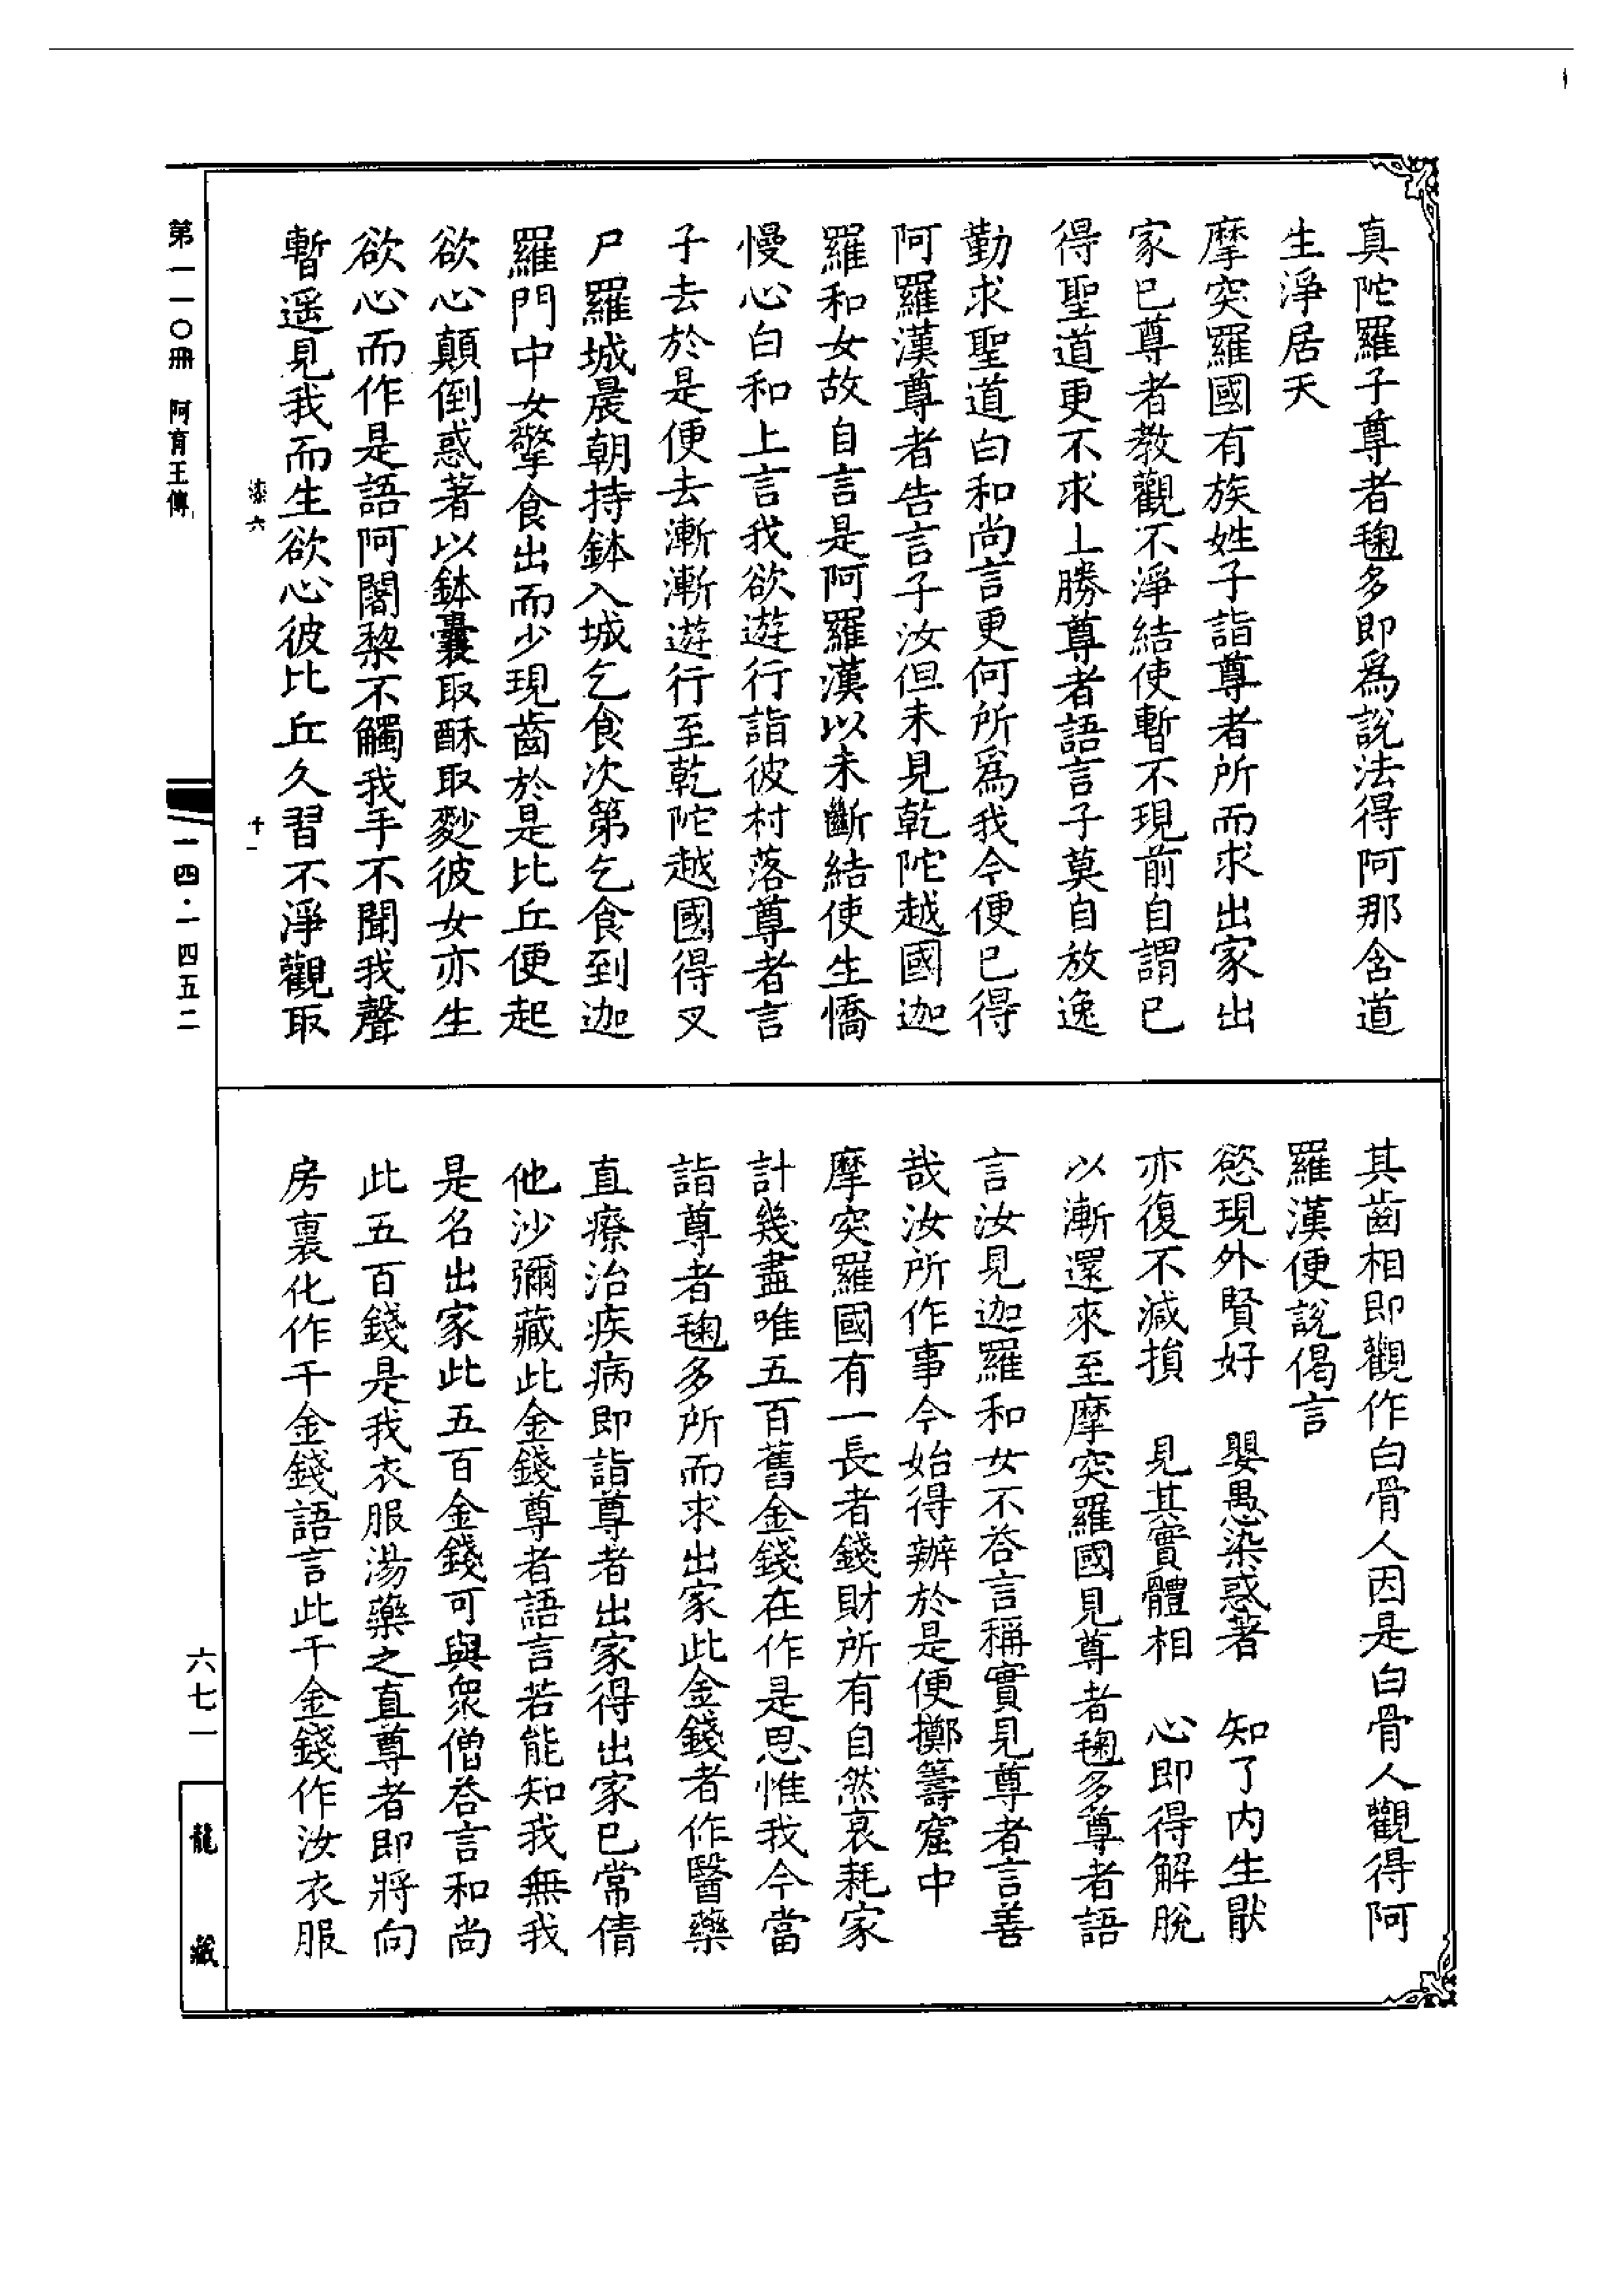 真陀羅子尊者毱多即爲說法得阿那含道
生淨居天
摩突羅國有族姓子詣尊者所而求出家出
家已尊者教觀不淨結使暫不現前自謂已
得聖道更不求上勝尊者語言子莫自放逸
勤求聖道白和尚言更何所爲我今便已得
阿羅漢尊者告言子汝但未見乾陀越國迦
羅和女故自言是阿羅漢以未斷結使生憍
慢心白和上言我欲遊行詣彼村落尊者言
子去於是便去漸漸遊行至乾陀越國得叉
尸羅城晨朝持鉢入城乞食次第乞食到迦
羅門中女擎食出而少現齒於是比丘便起
欲心顛倒惑著以鉢囊取酥取麨彼女亦生
欲心而作是語阿闍黎不觸我手不聞我聲
暫遥見我而生欲心彼比丘久習不淨觀取
其齒相即觀作白骨人因是白骨人觀得阿
羅漢便說偈言
慾現外賢好　嬰愚染惑著　知了内生猒
亦復不減損　見其實體相　心即得解脫
以漸還來至摩突羅國見尊者毱多尊者語
言汝見迦羅和女不荅言稱實見尊者言善
哉汝所作事今始得辦於是便擲籌窟中
摩突羅國有一長者錢財所有自然衰耗家
計幾盡唯五百舊金錢在作是思惟我今當
詣尊者毱多所而求出家此金錢者作醫藥
直療治疾病即詣尊者出家得出家已常倩
他沙彌藏此金錢尊者語言若能知我無我
是名出家此五百金錢可與衆僧荅言和尚
此五百錢是我衣服湯藥之直尊者即將向
房裏化作千金錢語言此千金錢作汝衣服
漆六
十一
第一一〇冊　阿育王傳
一四·一四五二
六七一
龍藏